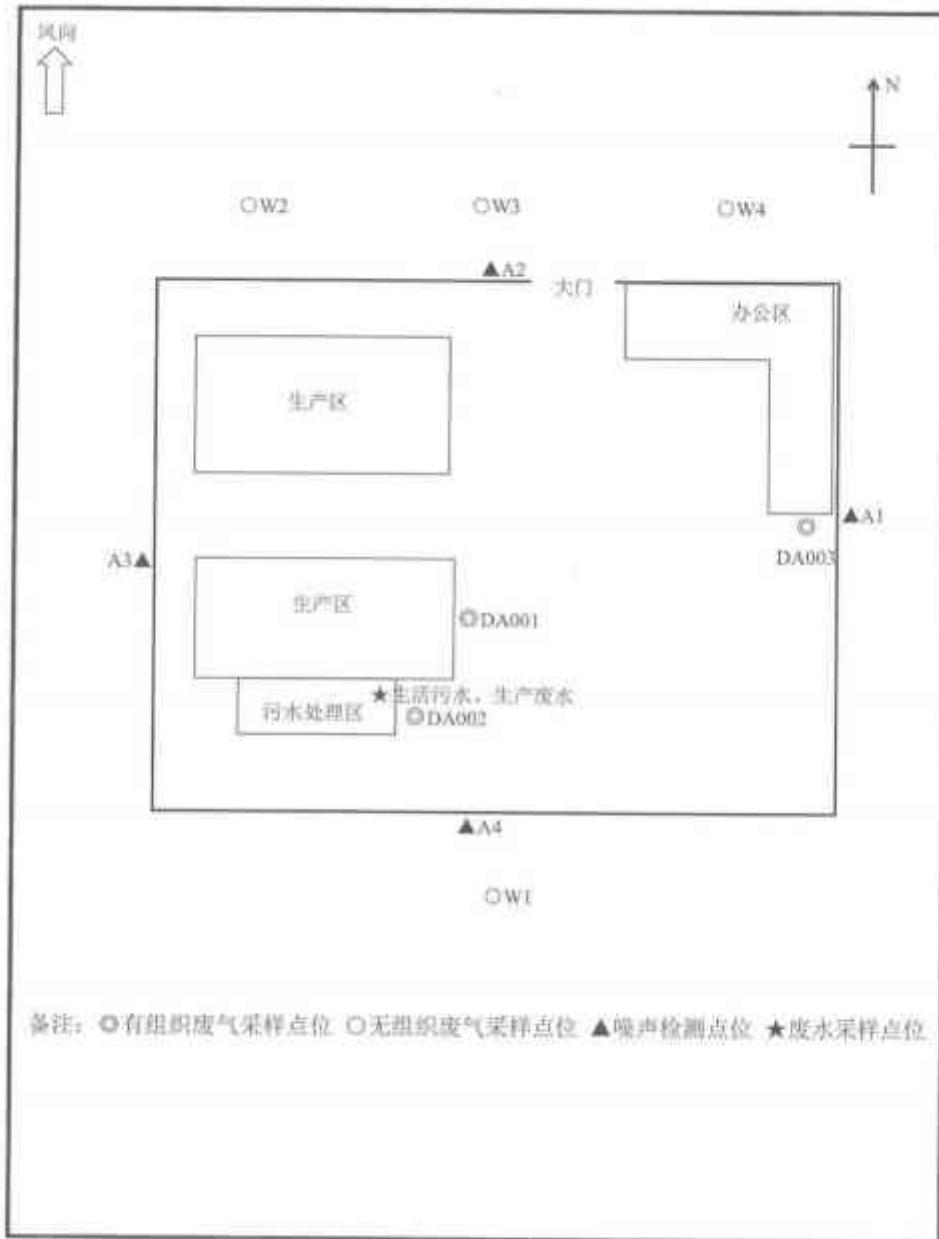 风向
N
○W2 ○W3 ○W4
▲A2
大门
办公区
生产区
▲A1
A3▲
DA003
生产区
◎DA001
★生活污水、生产废水
污水处理区
◎DA002
▲A4
○W1
备注：◎有组织废气采样点位 ○无组织废气采样点位 ▲噪声检测点位 ★废水采样点位